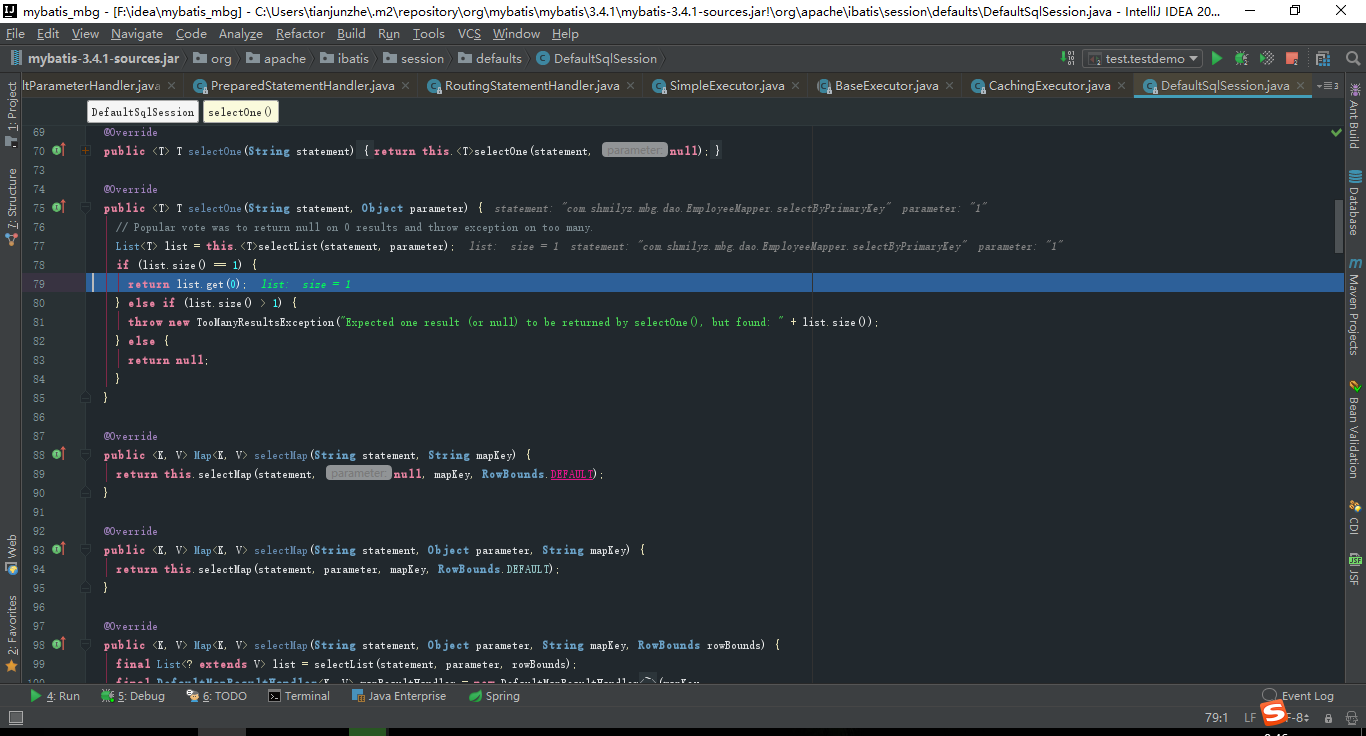 mybatis_mbg - [F:\idea\mybatis_mbg] - C:\Users\tianjunzhe\.m2\repository\org\mybatis\mybatis\3.4.1\mybatis-3.4.1-sources.jar!\org\apache\ibatis\session\defaults\DefaultSqlSession.java - IntelliJ IDEA 20...
File Edit View Navigate Code Analyze Refactor Build Run Tools VCS Window Help
mybatis-3.4.1-sources.jar org apache ibatis session defaults DefaultSqlSession test.testdemo
ltParameterHandler.java PreparedStatementHandler.java RoutingStatementHandler.java SimpleExecutor.java BaseExecutor.java CachingExecutor.java DefaultSqlSession.java
DefaultSqlSession selectOne()
69 @Override
70 public <T> T selectOne(String statement) { return this.<T>selectOne(statement, parameter: null); }
73
74 @Override
75 public <T> T selectOne(String statement, Object parameter) { statement: "com.shmilyz.mbg.dao.EmployeeMapper.selectByPrimaryKey" parameter: "1"
76 // Popular vote was to return null on 0 results and throw exception on too many.
77 List<T> list = this.<T>selectList(statement, parameter); list: size = 1 statement: "com.shmilyz.mbg.dao.EmployeeMapper.selectByPrimaryKey" parameter: "1"
78 if (list.size() == 1) {
79 return list.get(0); list: size = 1
80 } else if (list.size() > 1) {
81 throw new TooManyResultsException("Expected one result (or null) to be returned by selectOne(), but found: " + list.size());
82 } else {
83 return null;
84 }
85 }
86
87 @Override
88 public <K, V> Map<K, V> selectMap(String statement, String mapKey) {
89 return this.selectMap(statement, parameter: null, mapKey, RowBounds.DEFAULT);
90 }
91
92 @Override
93 public <K, V> Map<K, V> selectMap(String statement, Object parameter, String mapKey) {
94 return this.selectMap(statement, parameter, mapKey, RowBounds.DEFAULT);
95 }
96
97 @Override
98 public <K, V> Map<K, V> selectMap(String statement, Object parameter, String mapKey, RowBounds rowBounds) {
99 final List<? extends V> list = selectList(statement, parameter, rowBounds);
1: Project
7: Structure
Web
2: Favorites
Ant Build
Database
Maven Projects
Bean Validation
CDI
JSF
4: Run 5: Debug 6: TODO Terminal Java Enterprise Spring Event Log
79:1 LF F-8